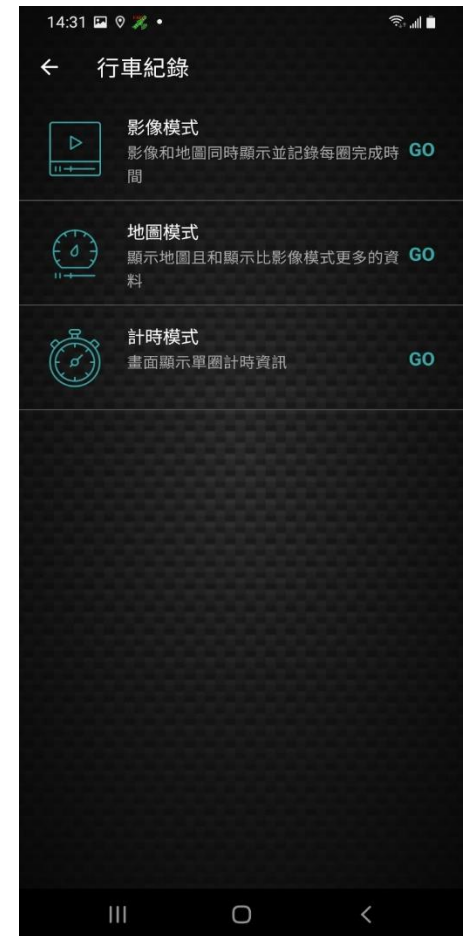 14:31
行車紀錄
影像模式
影像和地圖同時顯示並記錄每圈完成時
間
GO
地圖模式
顯示地圖且和顯示比影像模式更多的資
料
GO
計時模式
畫面顯示單圈計時資訊
GO